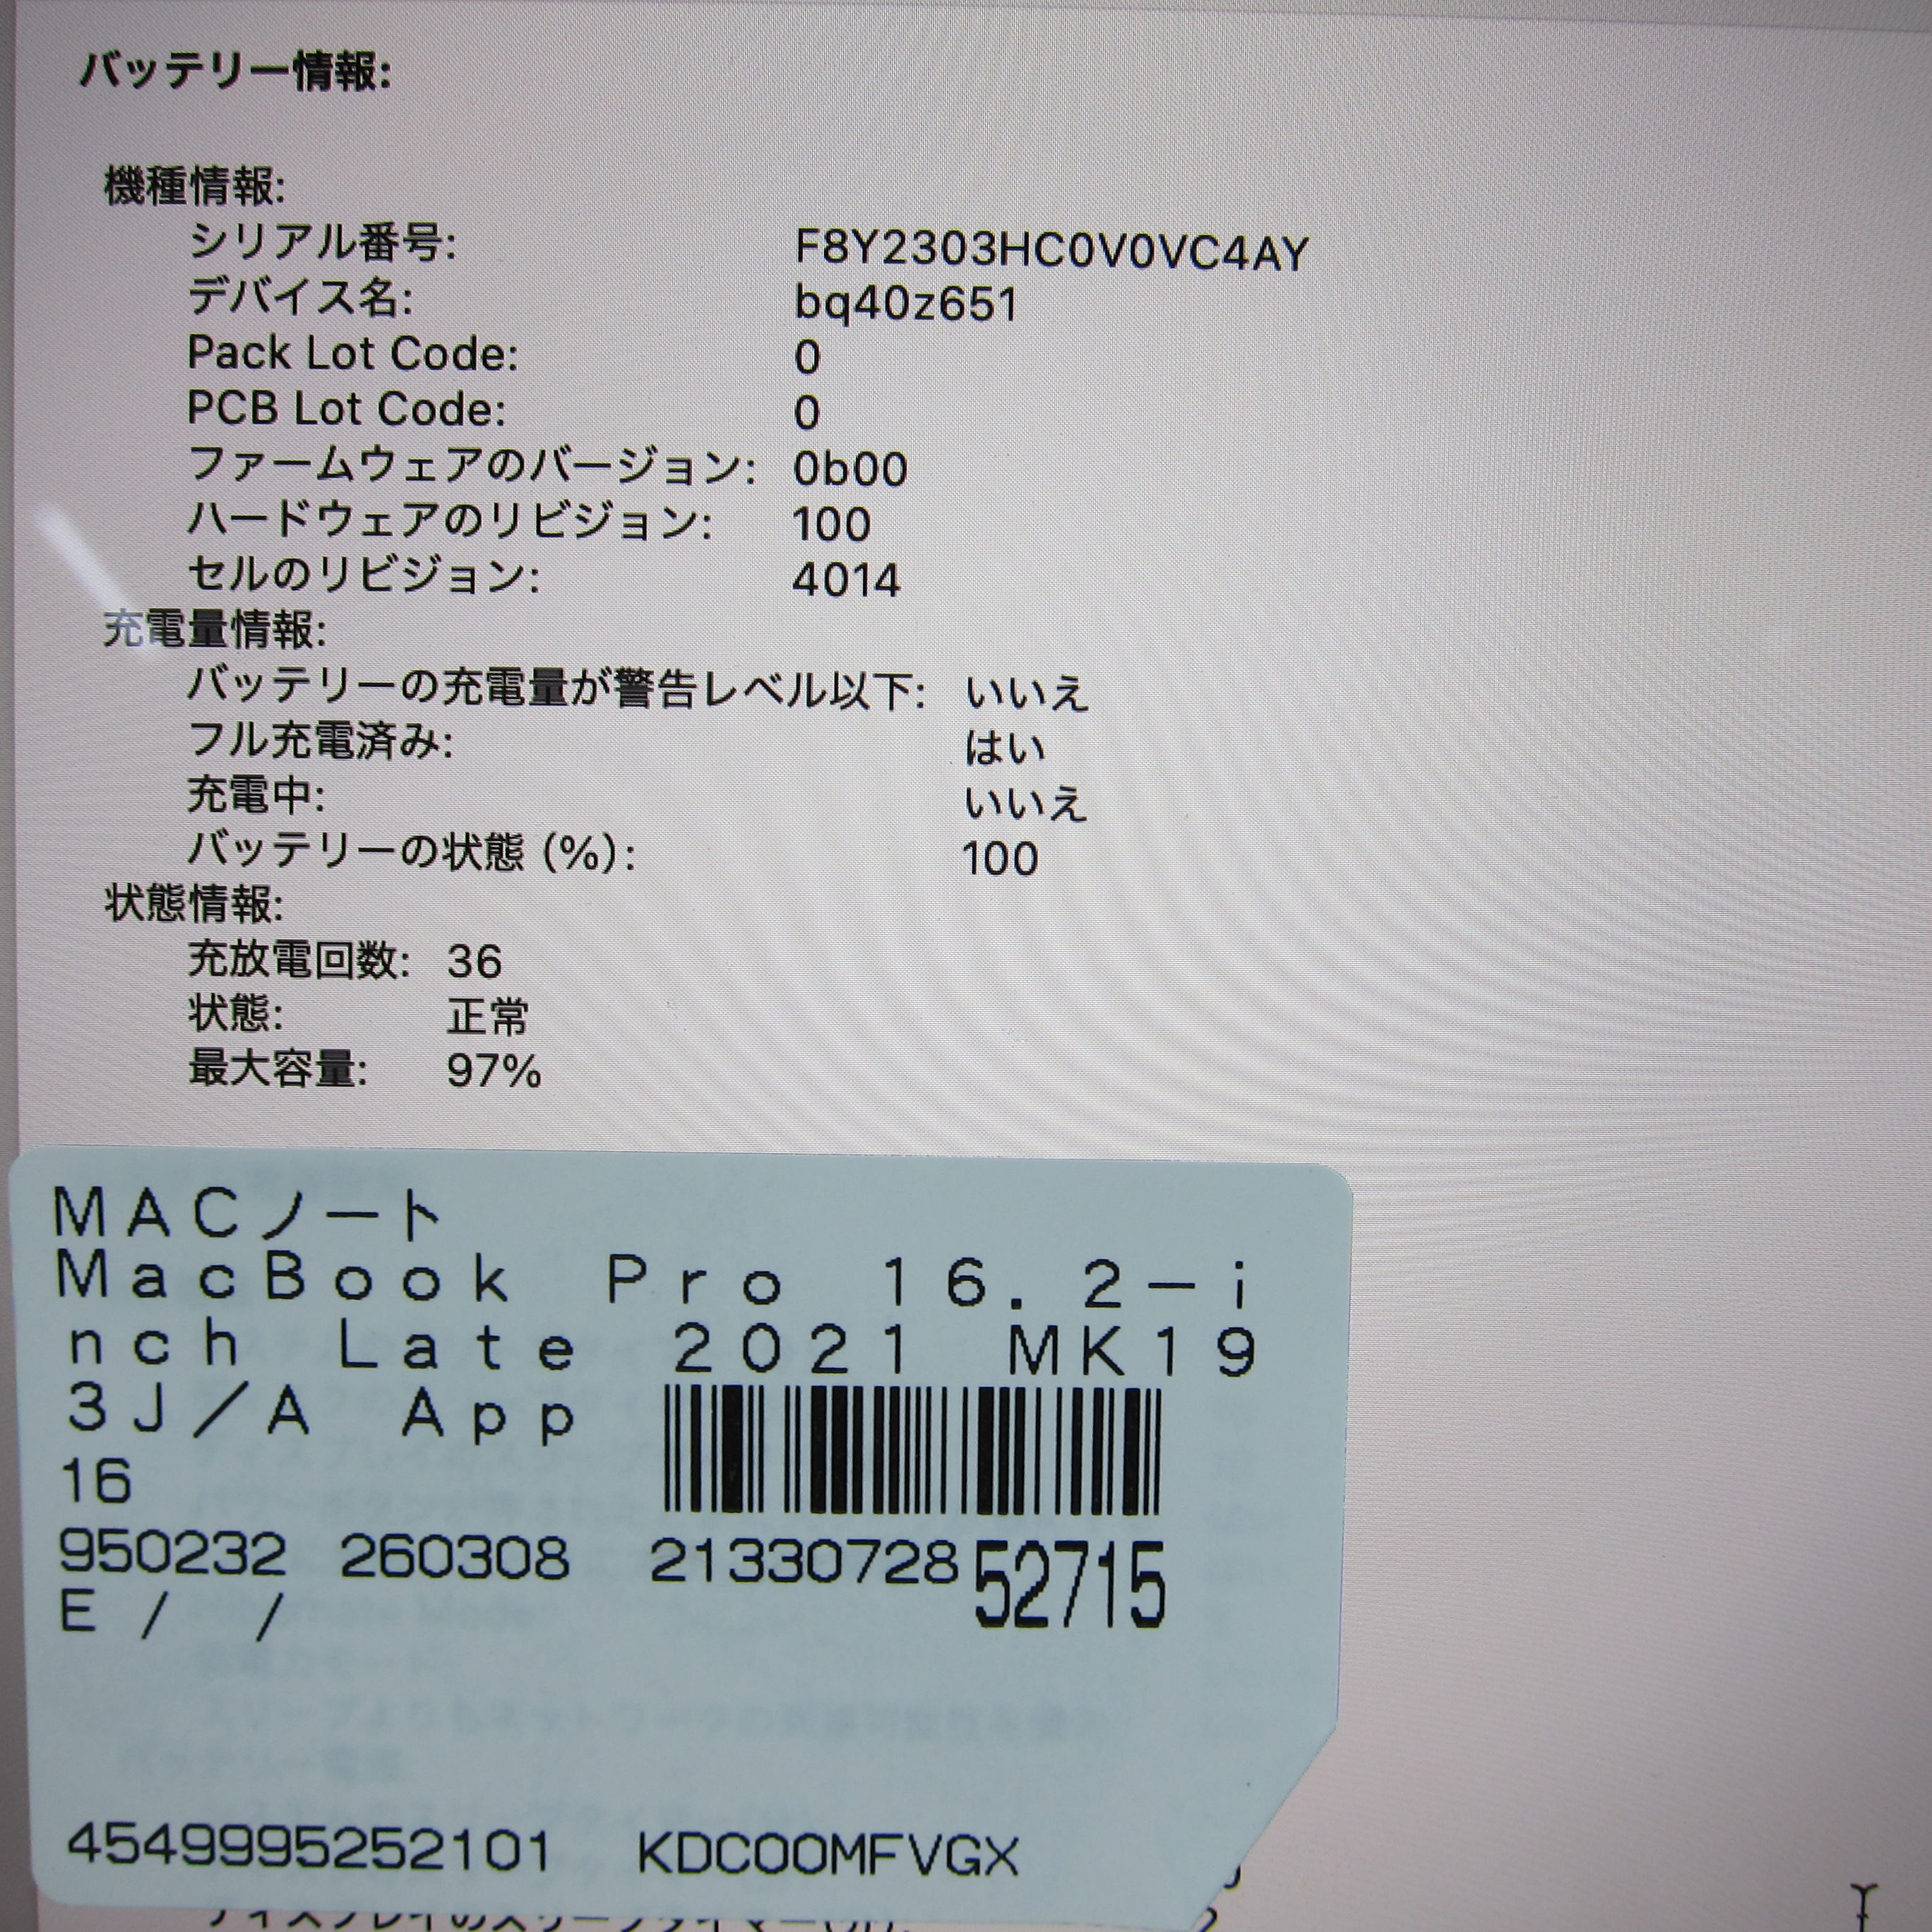 バッテリー情報:
機種情報:
シリアル番号: F8Y2303HC0V0VC4AY
デバイス名: bq40z651
Pack Lot Code: 0
PCB Lot Code: 0
ファームウェアのバージョン: 0b00
ハードウェアのリビジョン: 100
セルのリビジョン: 4014
充電量情報:
バッテリーの充電量が警告レベル以下: いいえ
フル充電済み: はい
充電中: いいえ
バッテリーの状態 (%): 100
状態情報:
充放電回数: 36
状態: 正常
最大容量: 97%
MACノート
MacBook Pro 16.2-i
nch Late 2021 MK19
3J/A App
16
950232 260308 21330728 52715
E / /
4549995252101 KDC00MFVGX